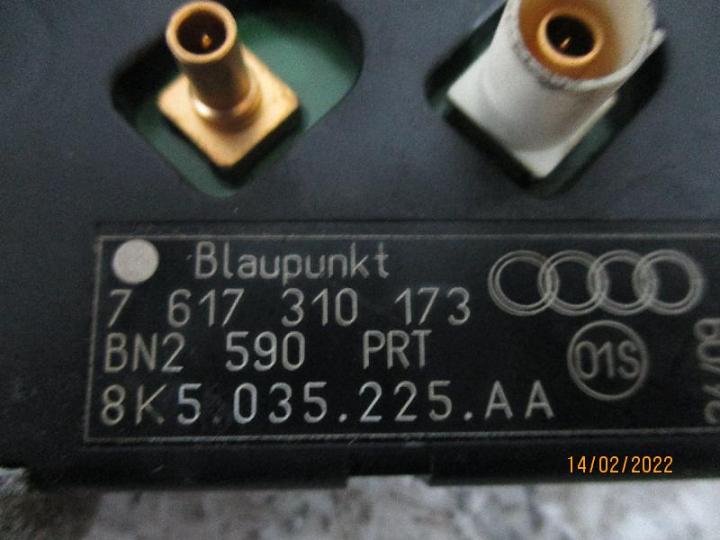 Blaupunkt
7 617 310 173
BN2 590 PRT
01S
8K5.035.225.AA
14/02/2022